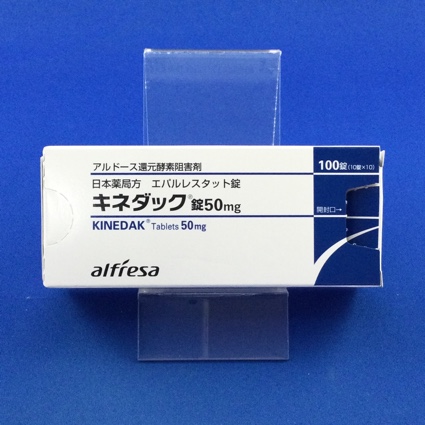 アルドース還元酵素阻害剤
100錠(10錠×10)
日本薬局方 エパルレスタット錠
キネダック®錠50mg
開封口→
KINEDAK® Tablets 50mg
alfresa